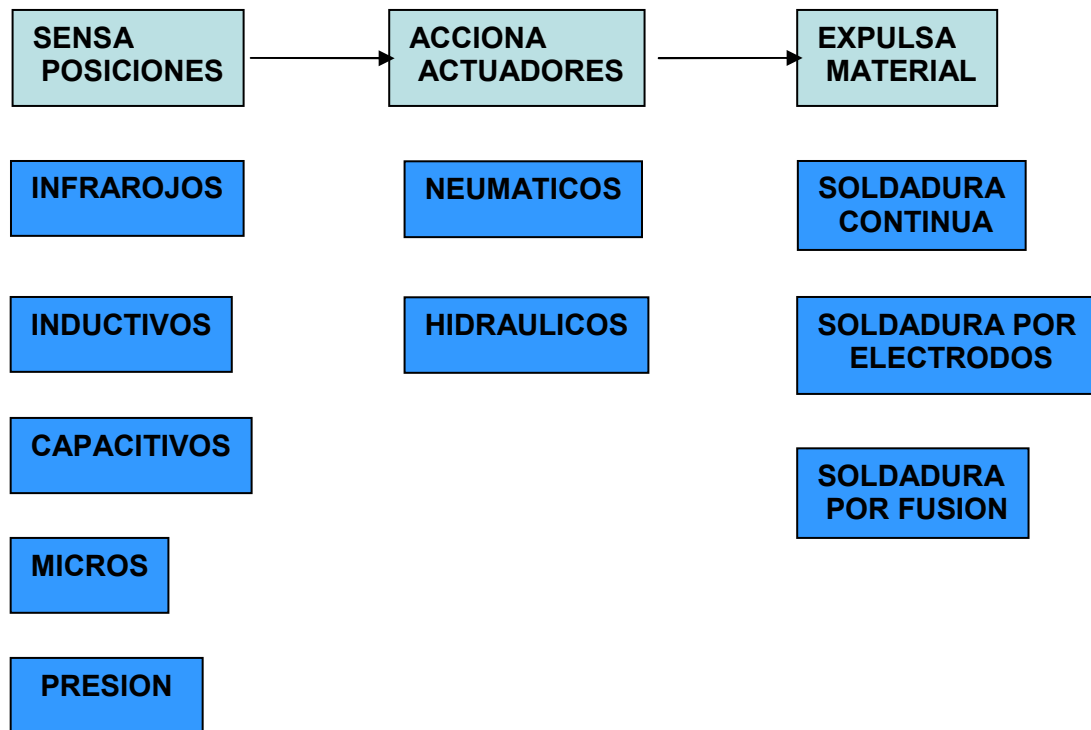 SENSA
POSICIONES
ACCIONA
ACTUADORES
EXPULSA
MATERIAL
INFRAROJOS
NEUMATICOS
SOLDADURA
CONTINUA
INDUCTIVOS
HIDRAULICOS
SOLDADURA POR
ELECTRODOS
CAPACITIVOS
SOLDADURA
POR FUSION
MICROS
PRESION